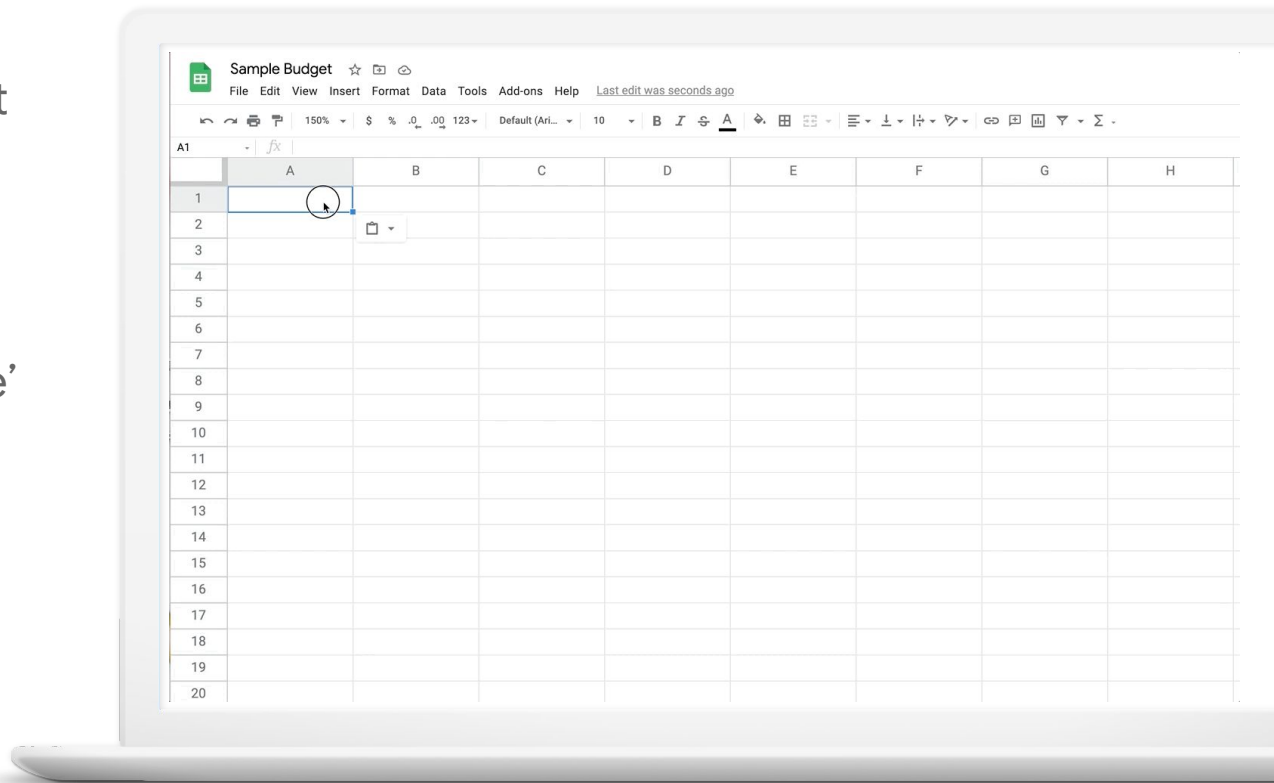 t
e’
Sample Budget
File Edit View Insert Format Data Tools Add-ons Help Last edit was seconds ago
150% $ % .0 .00 123 Default (Ari... 10 B I S A Σ
A1 fx
A B C D E F G H
1
2
3
4
5
6
7
8
9
10
11
12
13
14
15
16
17
18
19
20